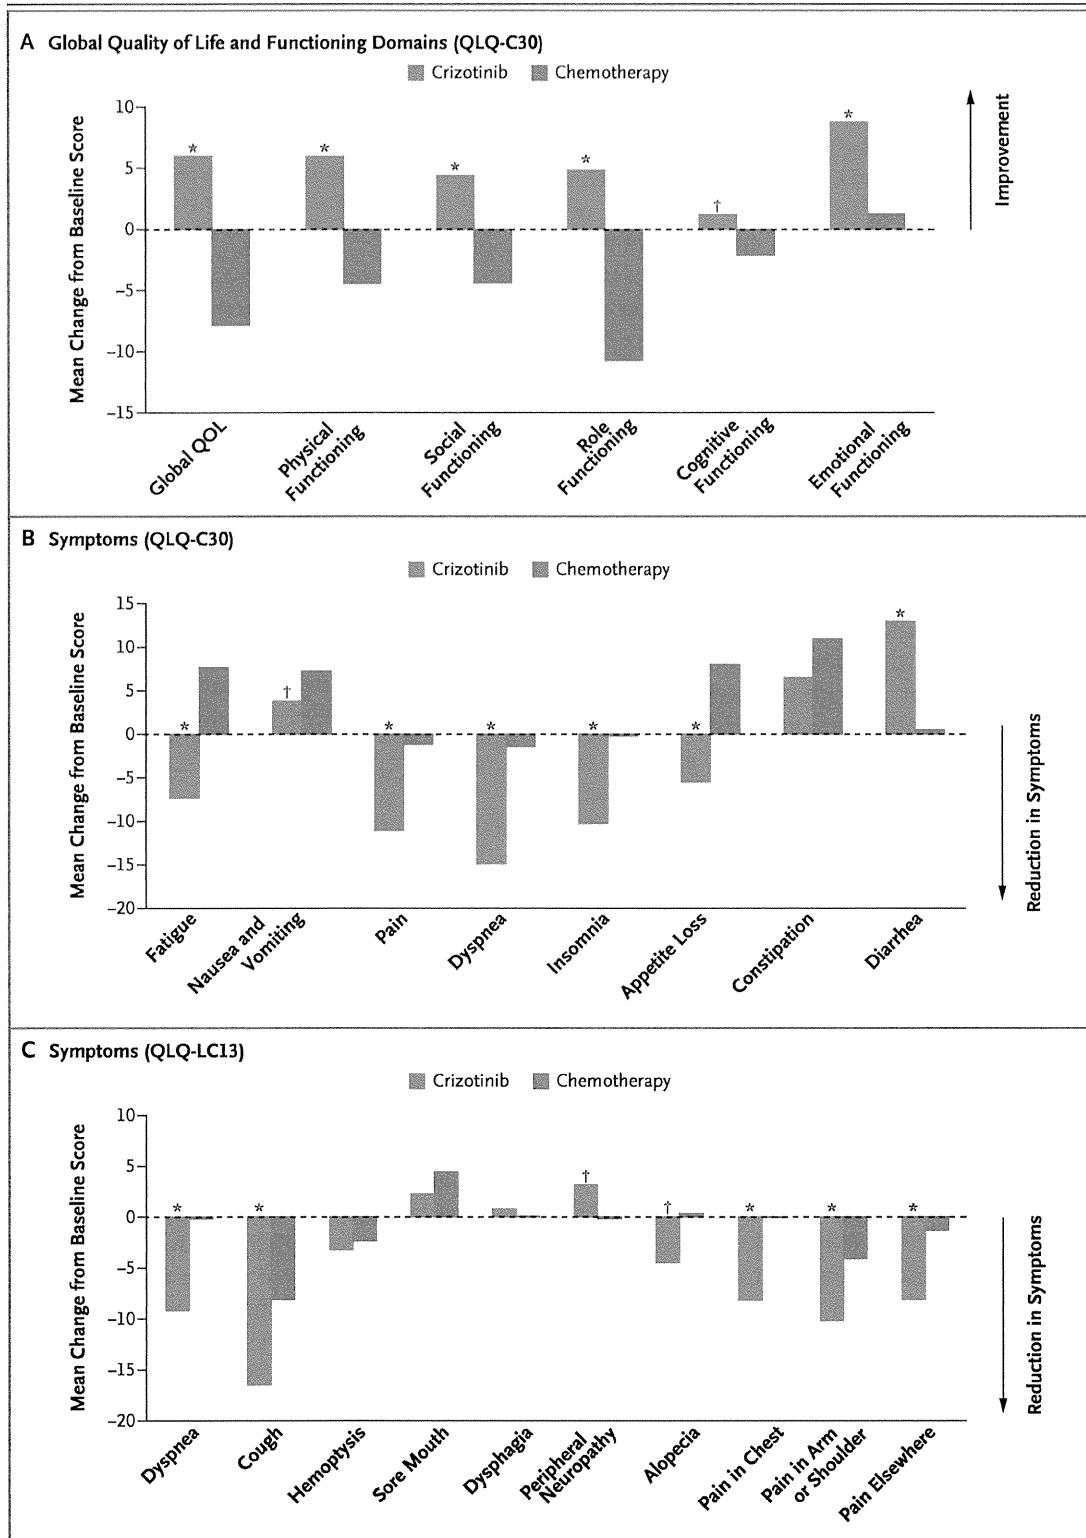 A Global Quality of Life and Functioning Domains (QLQ-C30)
Crizotinib Chemotherapy
Mean Change from Baseline Score
10
5
0
−5
−10
−15
* * * * † *
Improvement
Global QOL
Physical
Functioning
Social
Functioning
Role
Functioning
Cognitive
Functioning
Emotional
Functioning
B Symptoms (QLQ-C30)
Crizotinib Chemotherapy
Mean Change from Baseline Score
15
10
5
0
−5
−10
−15
−20
* † * * * * *
Reduction in Symptoms
Fatigue
Nausea and
Vomiting
Pain
Dyspnea
Insomnia
Appetite Loss
Constipation
Diarrhea
C Symptoms (QLQ-LC13)
Crizotinib Chemotherapy
Mean Change from Baseline Score
10
5
0
−5
−10
−15
−20
* * † † * * *
Reduction in Symptoms
Dyspnea
Cough
Hemoptysis
Sore Mouth
Dysphagia
Peripheral
Neuropathy
Alopecia
Pain in Chest
Pain in Arm
or Shoulder
Pain Elsewhere